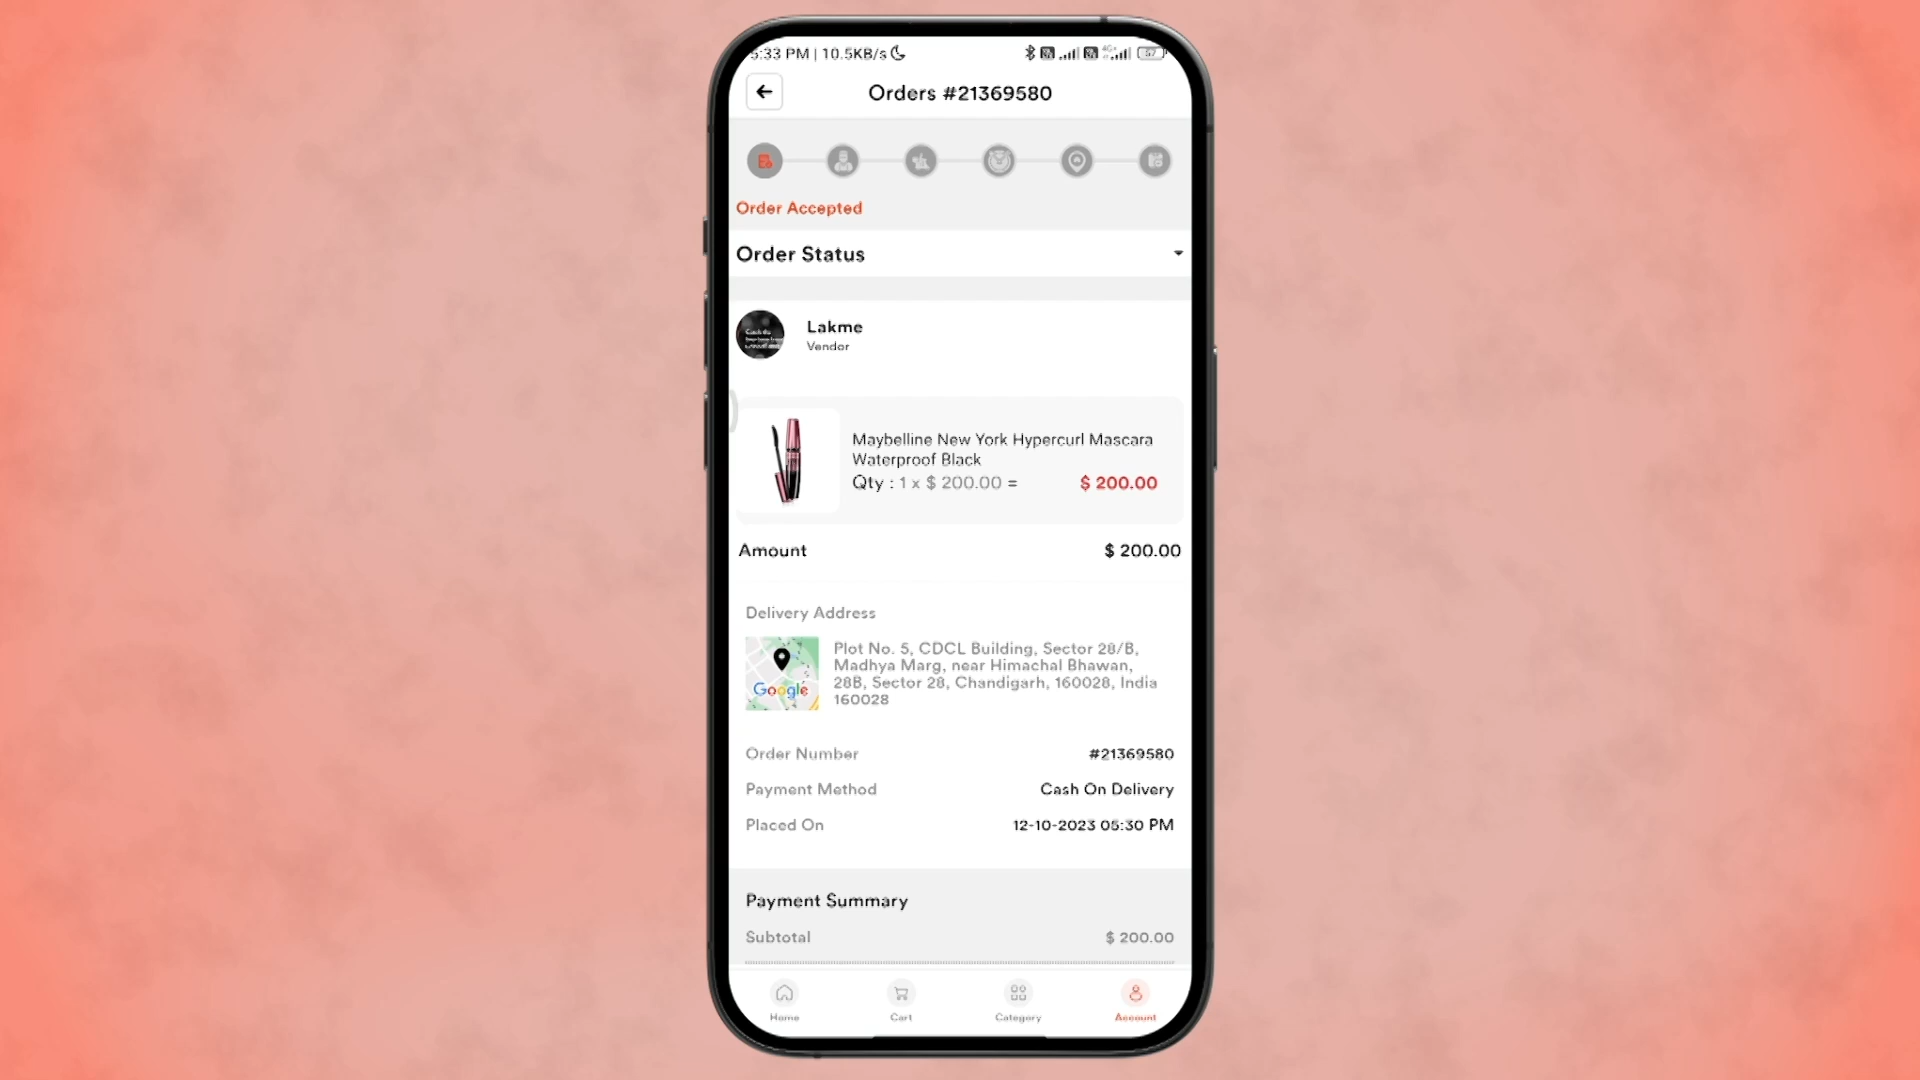 5:33 PM | 10.5KB/s
Orders #21369580
Order Accepted
Order Status
Lakme
Vendor
Maybelline New York Hypercurl Mascara
Waterproof Black
Qty : 1 x $ 200.00 = $ 200.00
Amount $ 200.00
Delivery Address
Google
Plot No. 5, CDCL Building, Sector 28/B,
Madhya Marg, near Himachal Bhawan,
28B, Sector 28, Chandigarh, 160028, India
160028
Order Number #21369580
Payment Method Cash On Delivery
Placed On 12-10-2023 05:30 PM
Payment Summary
Subtotal $ 200.00
Home Cart Category Account